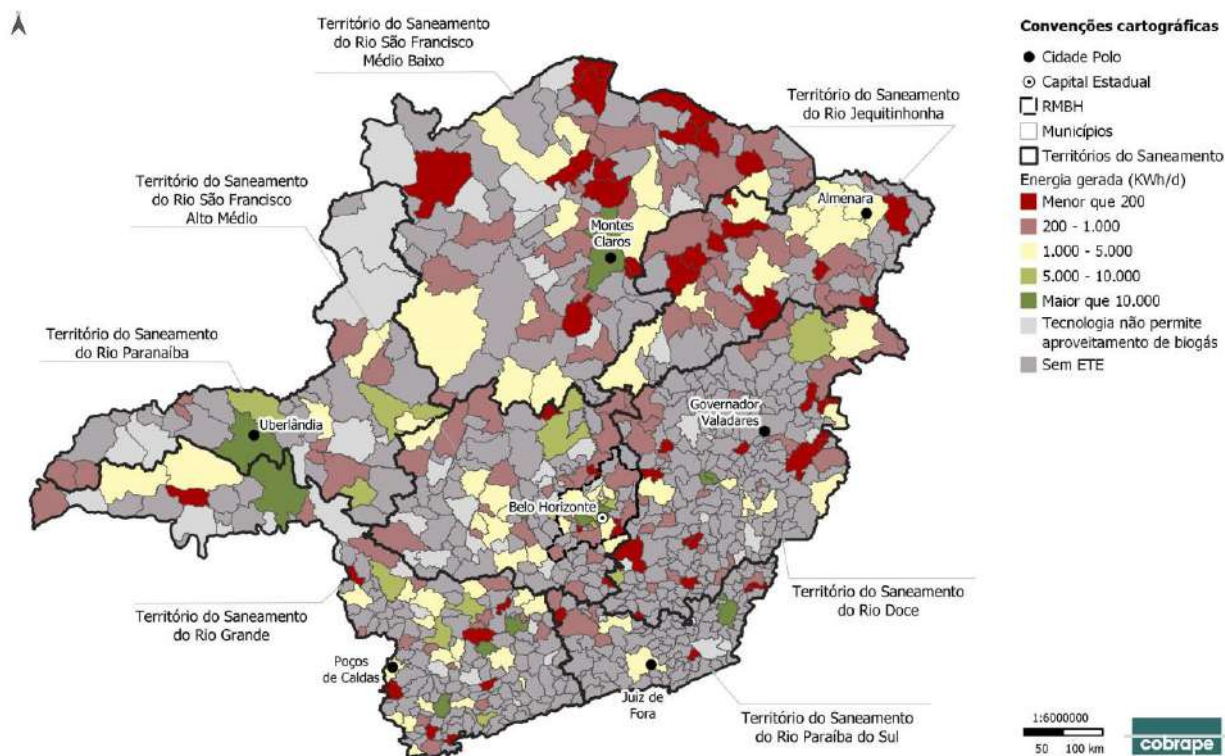 Território do Saneamento
do Rio São Francisco
Médio Baixo
Território do Saneamento
do Rio Jequitinhonha
Território do Saneamento
do Rio São Francisco
Alto Médio
Almenara
Montes
Claros
Território do Saneamento
do Rio Paranaíba
Uberlândia
Governador
Valadares
Belo Horizonte
Território do Saneamento
do Rio Grande
Território do Saneamento
do Rio Doce
Poços
de Caldas
Juiz de
Fora
Território do Saneamento
do Rio Paraíba do Sul
Convenções cartográficas
Cidade Polo
Capital Estadual
RMBH
Municípios
Territórios do Saneamento
Energia gerada (KWh/d)
Menor que 200
200 - 1.000
1.000 - 5.000
5.000 - 10.000
Maior que 10.000
Tecnologia não permite
aproveitamento de biogás
Sem ETE
1:6000000
50 100 km
cobrape